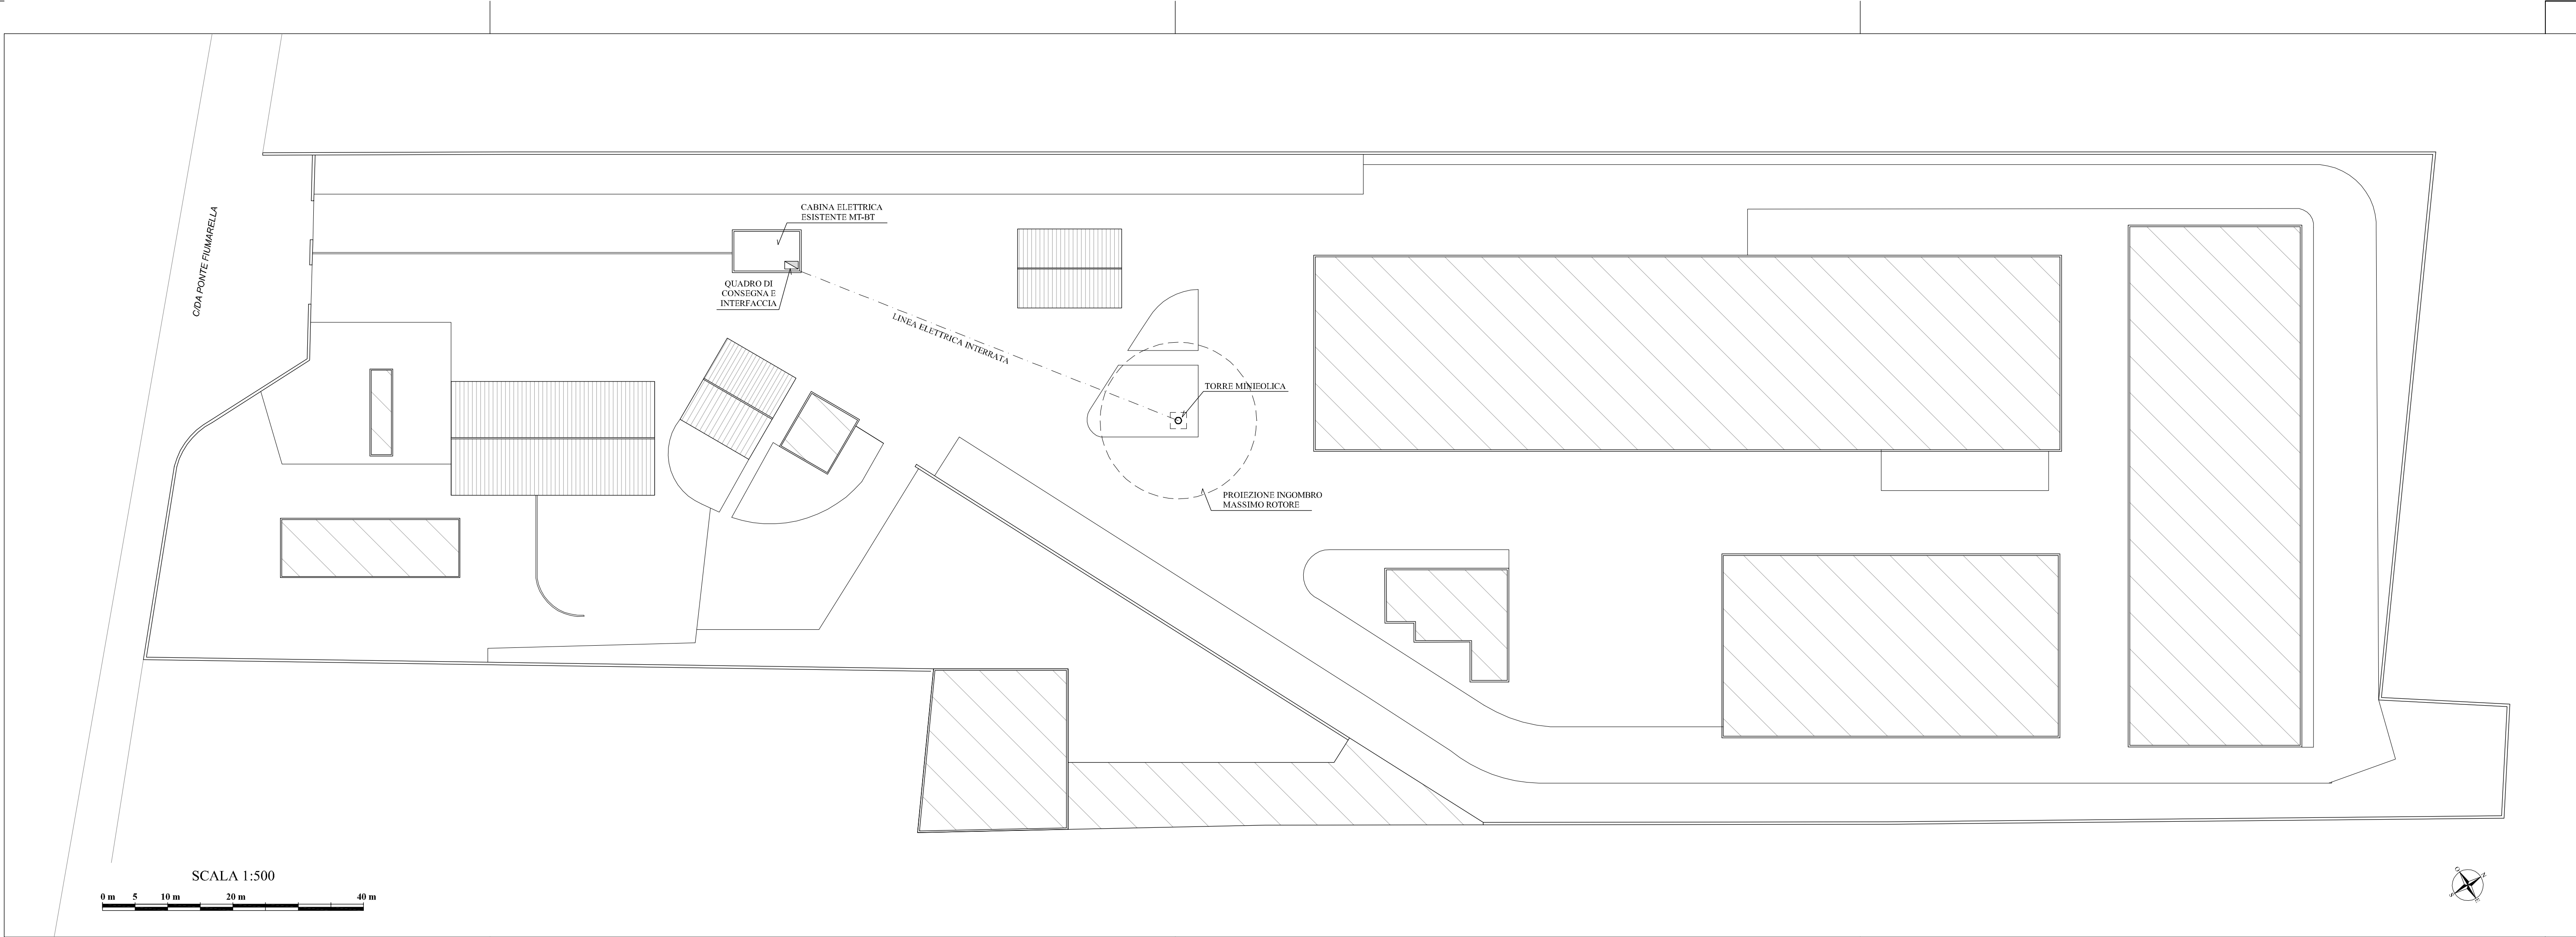 C/DA PONTE FIUMARELLA
CABINA ELETTRICA
ESISTENTE MT-BT
QUADRO DI
CONSEGNA E
INTERFACCIA
LINEA ELETTRICA INTERRATA
TORRE MINIEOLICA
PROIEZIONE INGOMBRO
MASSIMO ROTORE
SCALA 1:500
0 m 5 10 m 20 m 40 m
O N
S E